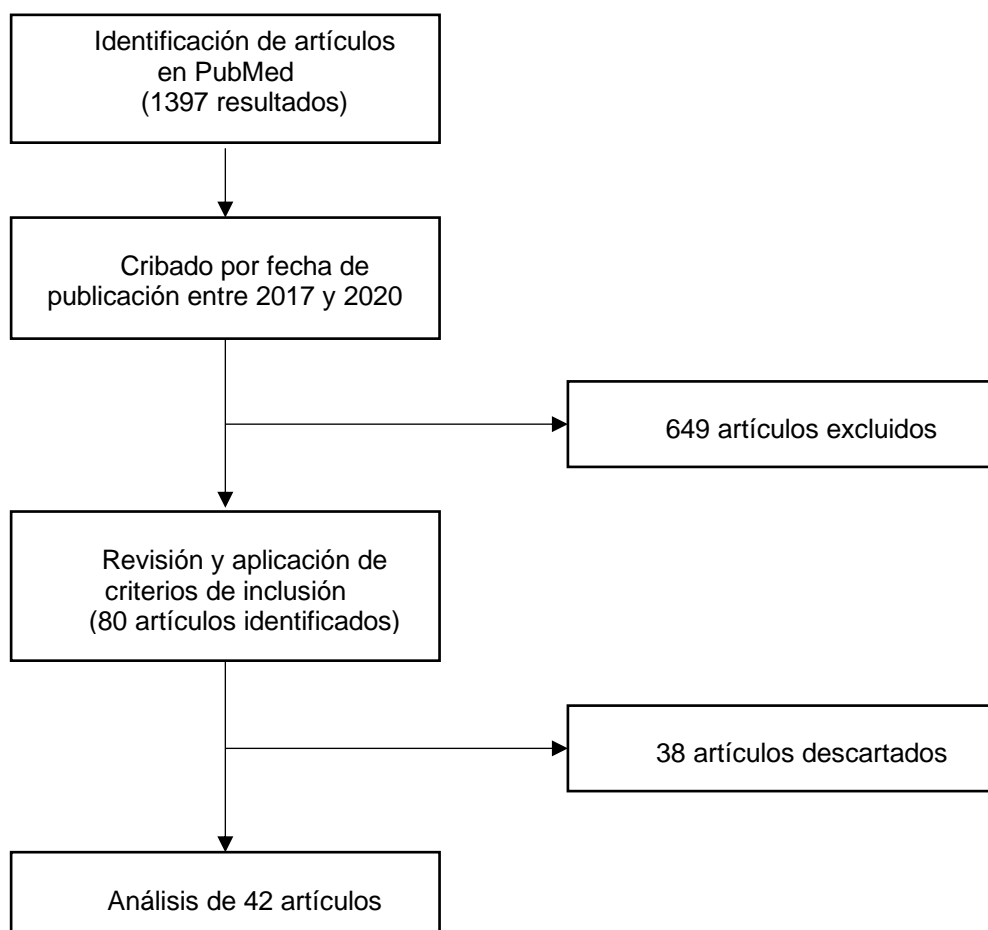 Identificación de artículos
en PubMed
(1397 resultados)
Cribado por fecha de
publicación entre 2017 y 2020
649 artículos excluidos
Revisión y aplicación de
criterios de inclusión
(80 artículos identificados)
38 artículos descartados
Análisis de 42 artículos